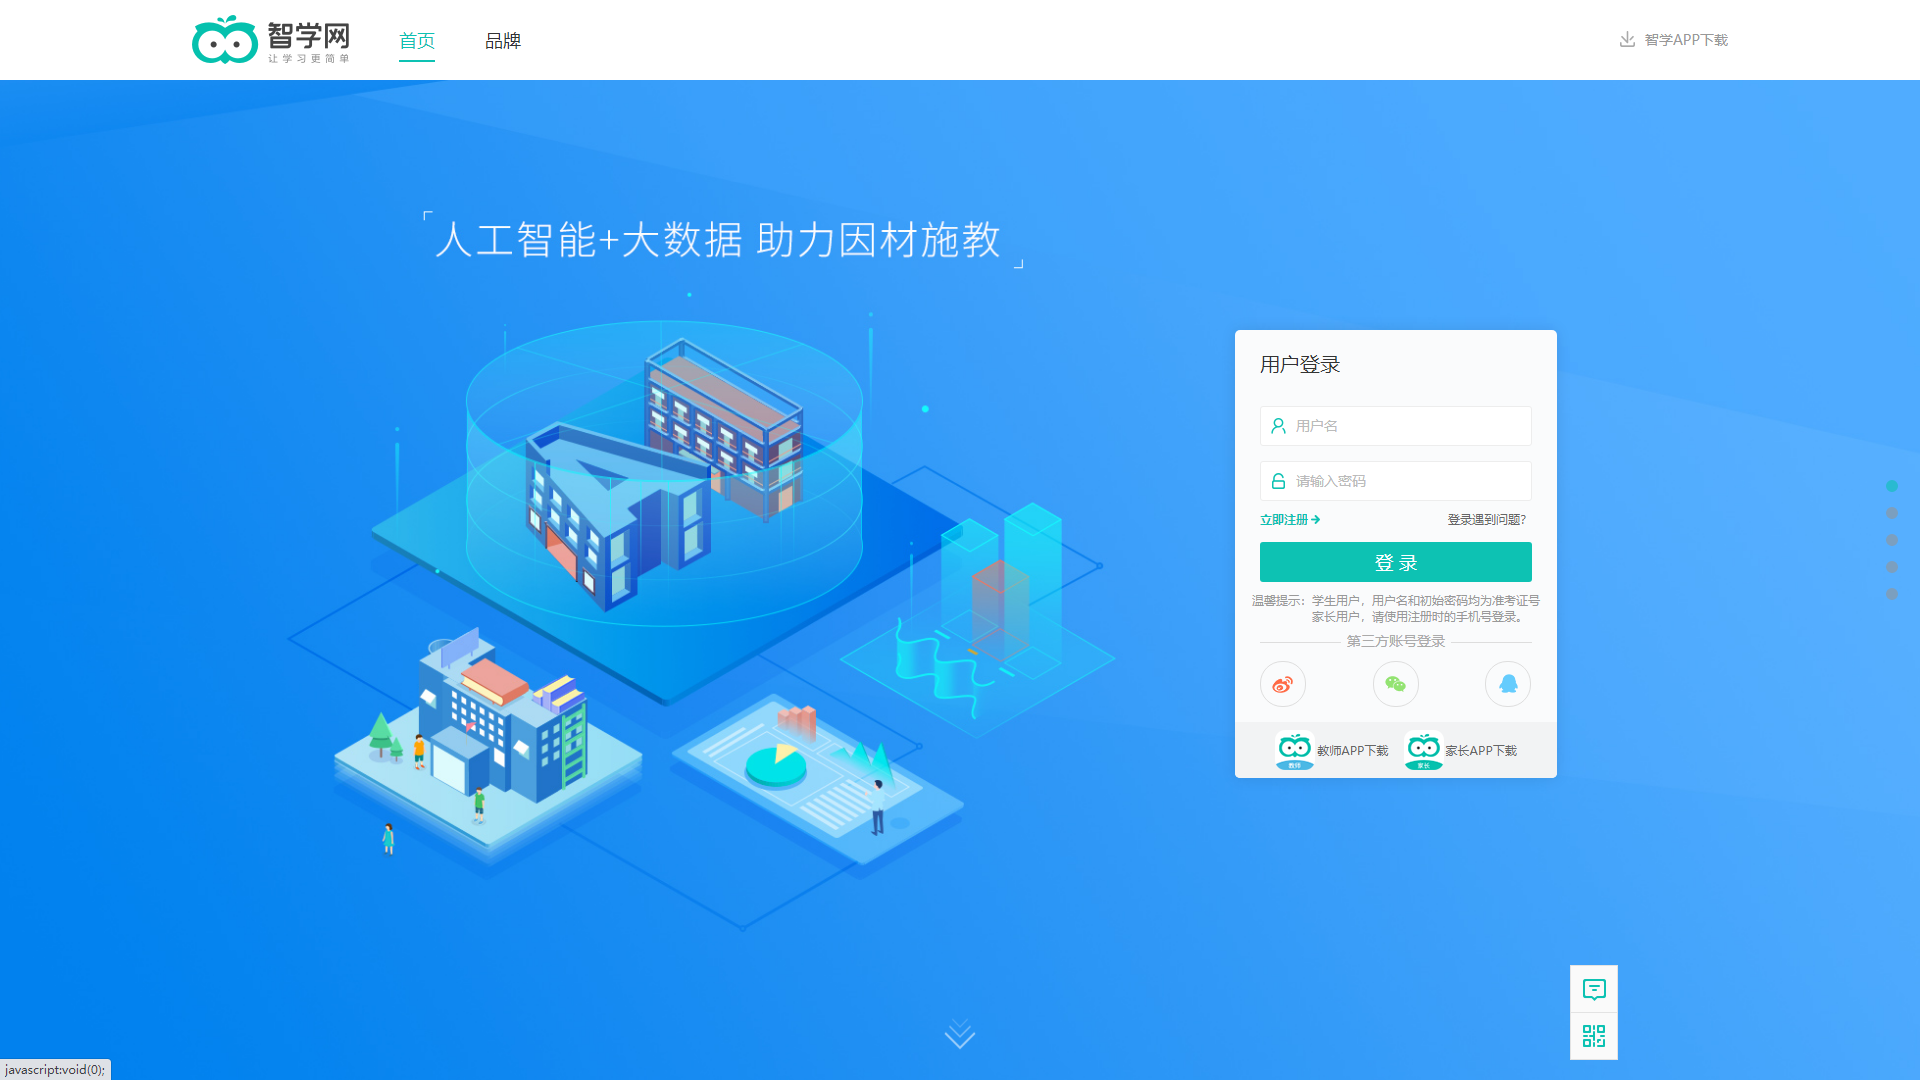 智学网
让学习更简单
首页
品牌
智学APP下载
「人工智能+大数据 助力因材施教」
用户登录
用户名
请输入密码
立即注册
登录遇到问题?
登 录
温馨提示：学生用户，用户名和初始密码均为准考证号
家长用户，请使用注册时的手机号登录。
第三方账号登录
教师
教师APP下载
家长
家长APP下载
javascript:void(0);